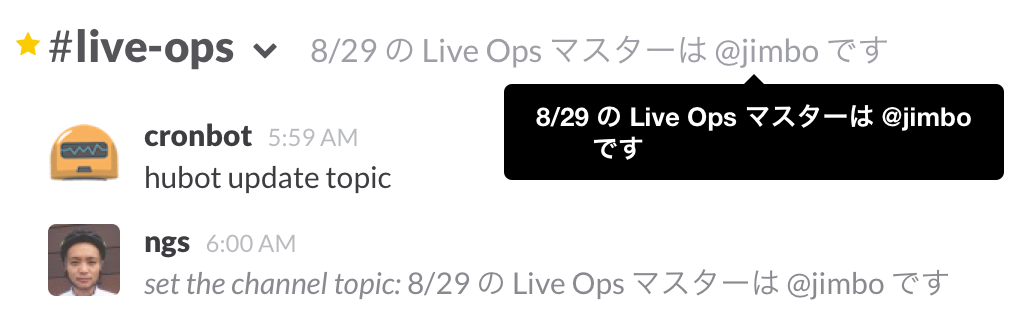 #live-ops 8/29 の Live Ops マスターは @jimbo です
8/29 の Live Ops マスターは @jimbo
です
cronbot 5:59 AM
hubot update topic
ngs 6:00 AM
set the channel topic: 8/29 の Live Ops マスターは @jimbo です